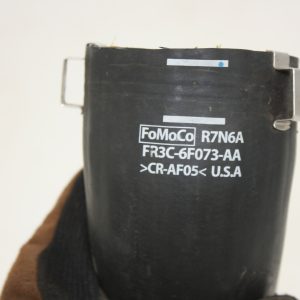 FoMoCo R7N6A
FR3C-6F073-AA
>CR-AF05< U.S.A